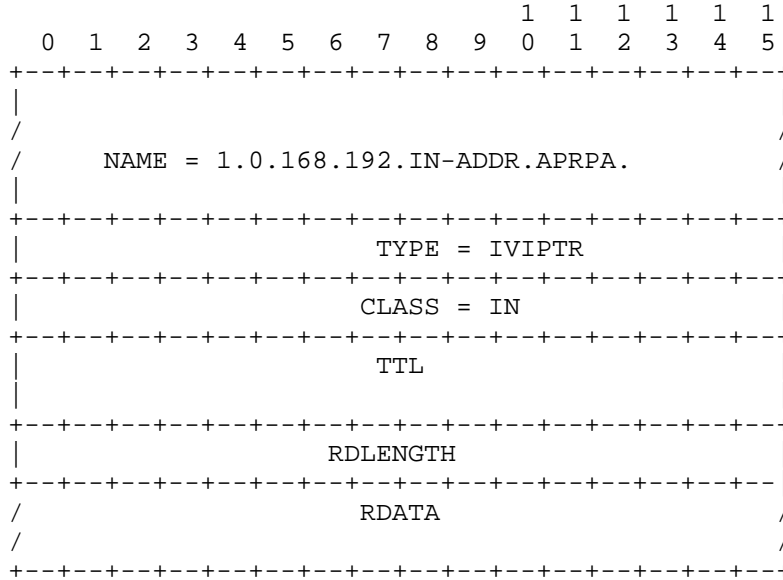 1 1 1 1 1 1
0 1 2 3 4 5 6 7 8 9 0 1 2 3 4 5
+--+--+--+--+--+--+--+--+--+--+--+--+--+--+--+---
|
/ /
/ NAME = 1.0.168.192.IN-ADDR.APRPA. /
| |
+--+--+--+--+--+--+--+--+--+--+--+--+--+--+--+---
| TYPE = IVIPTR |
+--+--+--+--+--+--+--+--+--+--+--+--+--+--+--+---
| CLASS = IN |
+--+--+--+--+--+--+--+--+--+--+--+--+--+--+--+---
| TTL |
| |
+--+--+--+--+--+--+--+--+--+--+--+--+--+--+--+---
| RDLENGTH |
+--+--+--+--+--+--+--+--+--+--+--+--+--+--+--+--|
/ RDATA /
/ /
+--+--+--+--+--+--+--+--+--+--+--+--+--+--+--+---